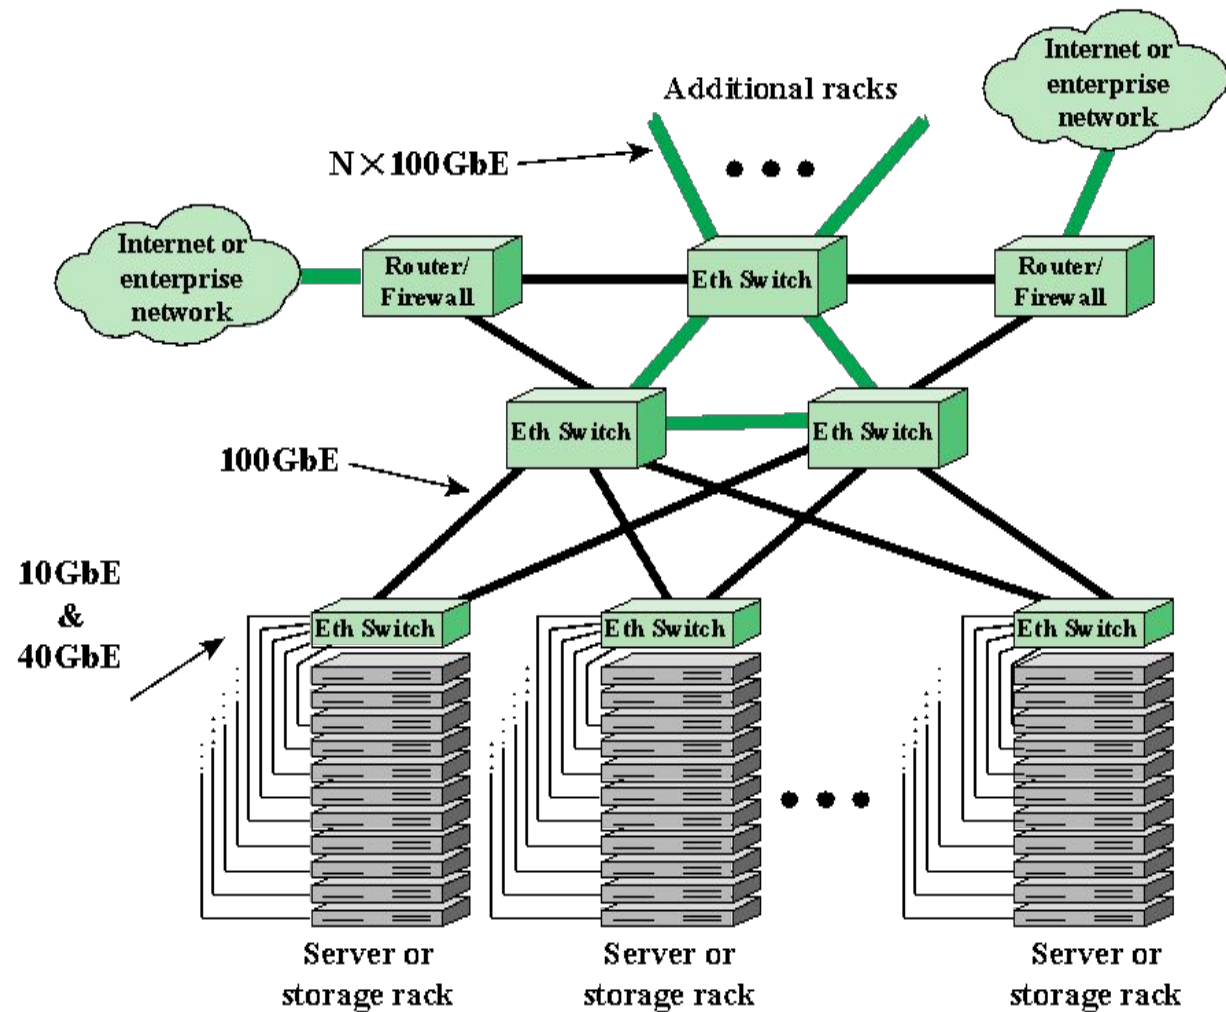 Additional racks
Internet or
enterprise
network
N×100GbE
Internet or
enterprise
network
Router/
Firewall
Eth Switch
Router/
Firewall
Eth Switch
Eth Switch
100GbE
10GbE
&
40GbE
Eth Switch
Eth Switch
Eth Switch
Server or
storage rack
Server or
storage rack
Server or
storage rack